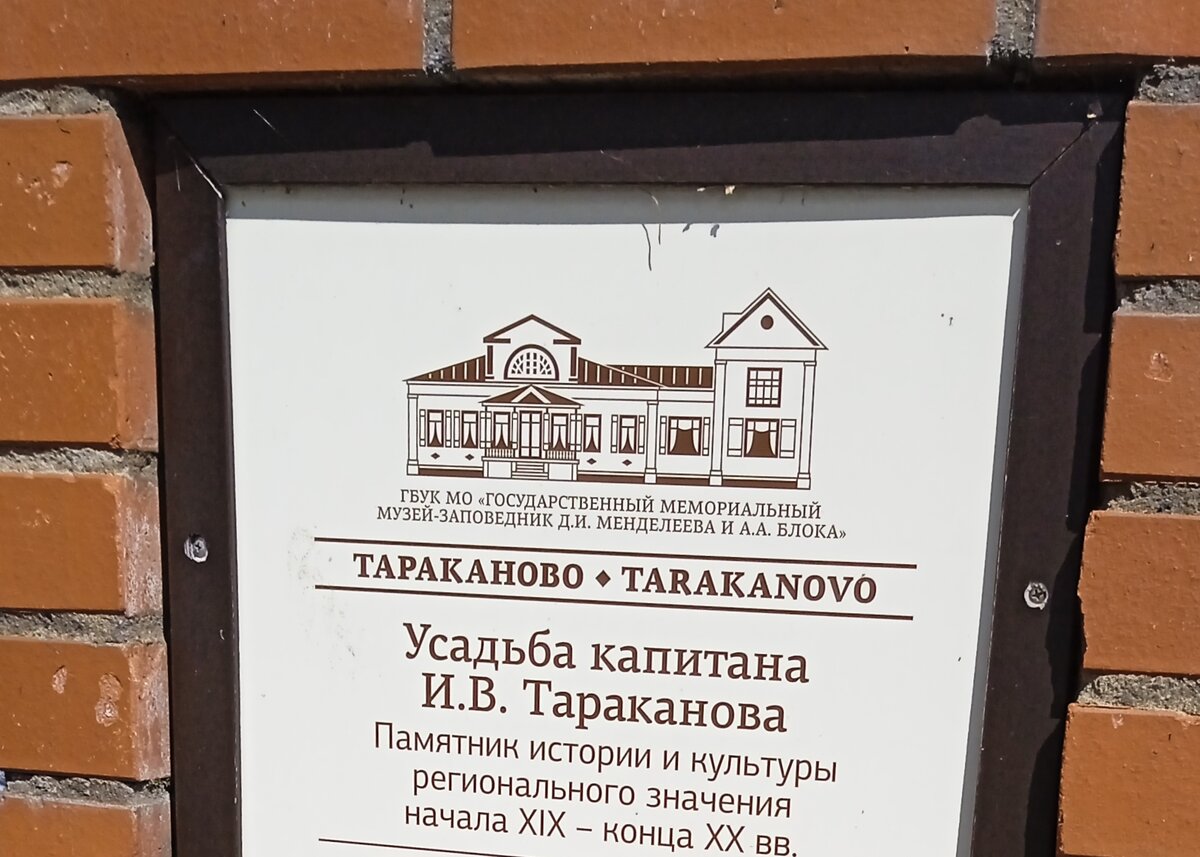 ГБУК МО «ГОСУДАРСТВЕННЫЙ МЕМОРИАЛЬНЫЙ
МУЗЕЙ-ЗАПОВЕДНИК Д.И. МЕНДЕЛЕЕВА И А.А. БЛОКА»
ТАРАКАНОВО ◆ TARAKANOVO
Усадьба капитана
И.В. Тараканова
Памятник истории и культуры
регионального значения
начала XIX – конца XX вв.